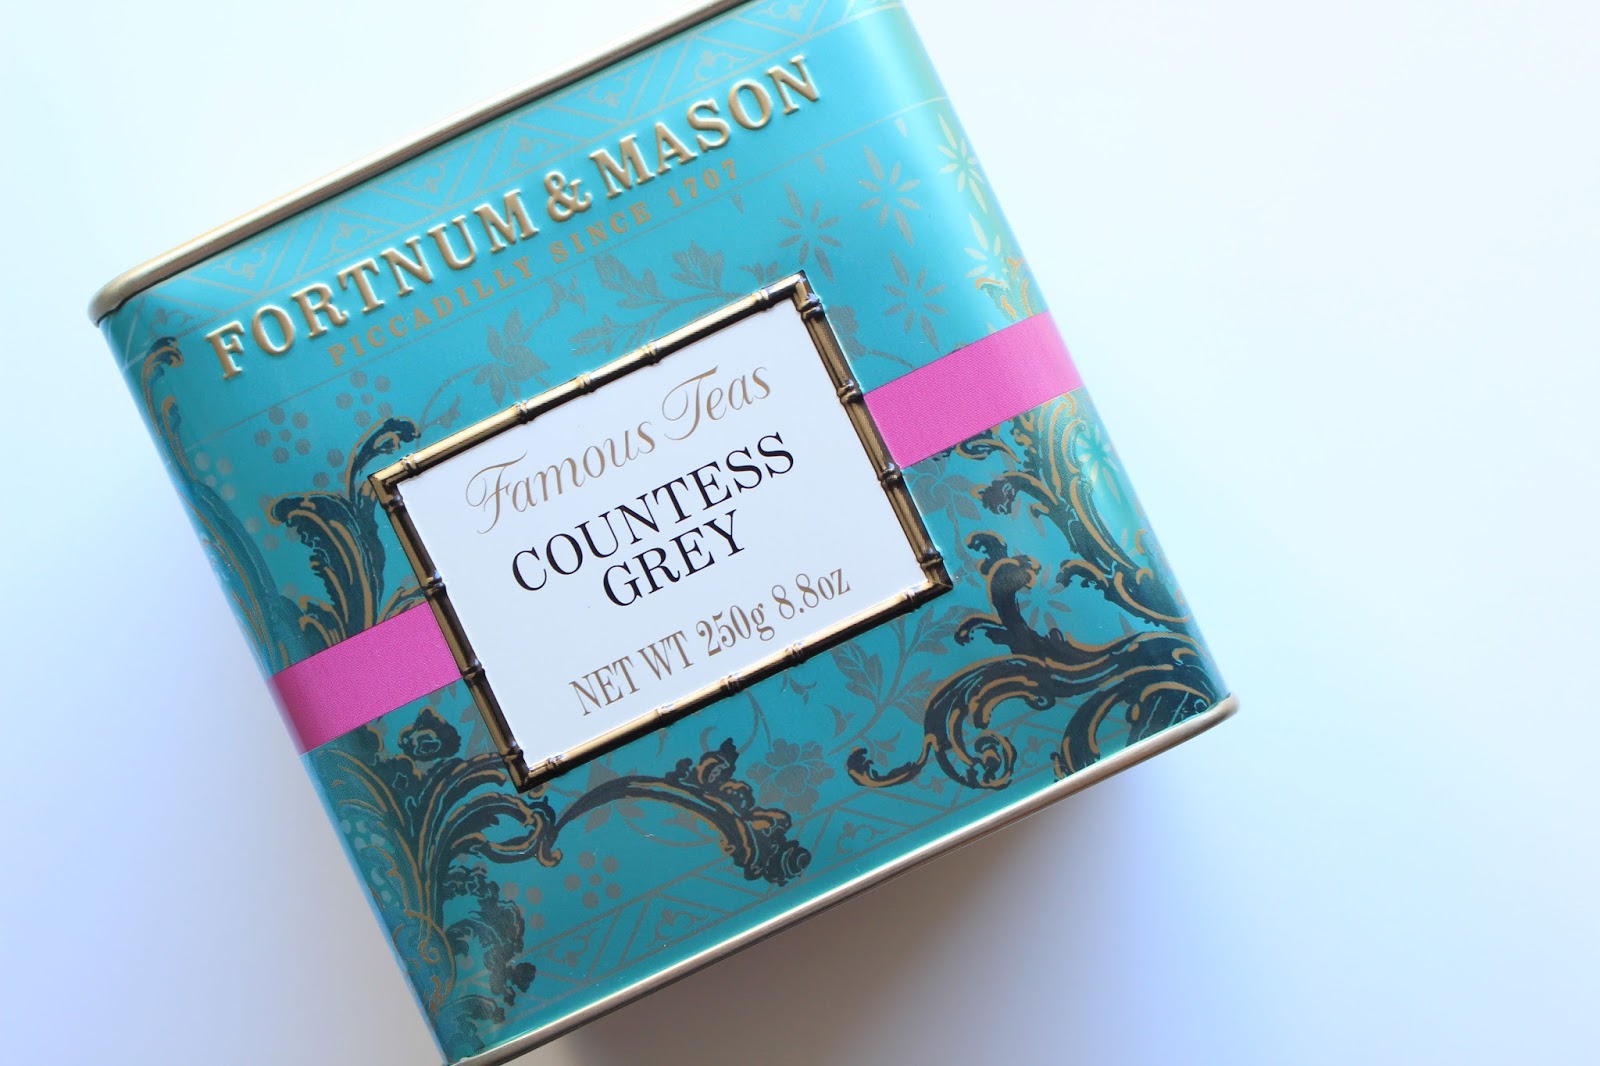 FORTNUM & MASON
PICCADILLY SINCE 1707
Famous Teas
COUNTESS
GREY
NET WT 250g 8.8oz